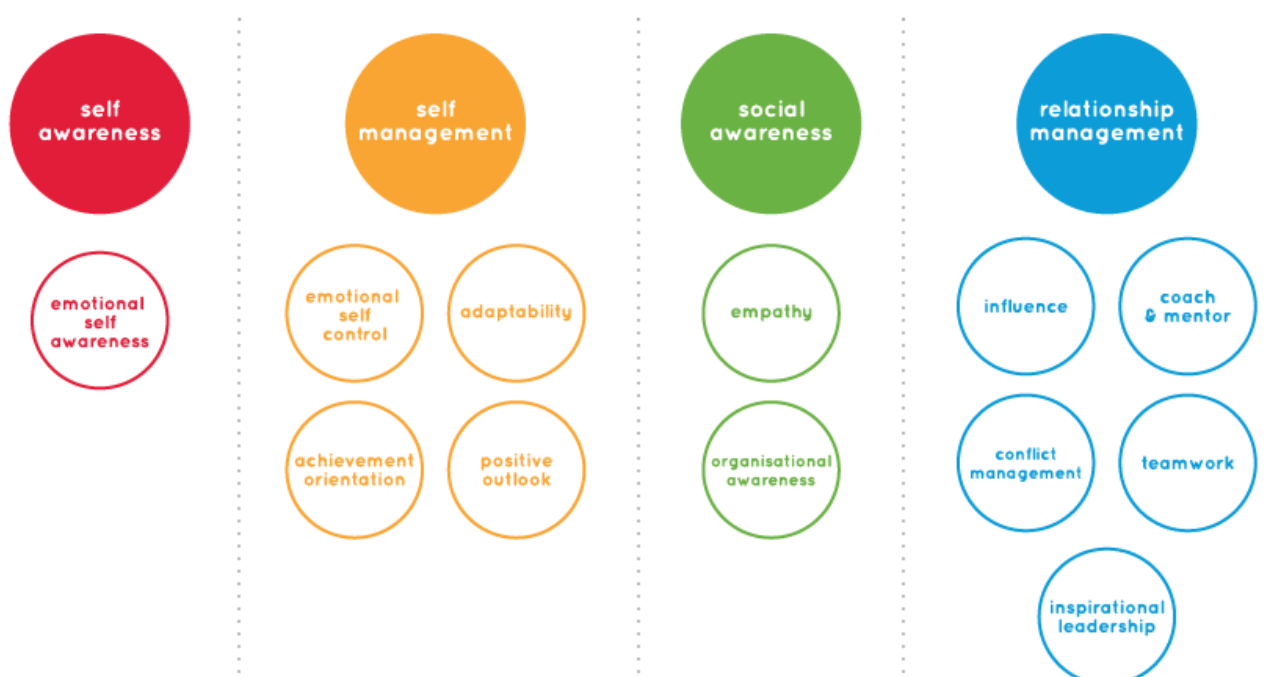 self
awareness
self
management
social
awareness
relationship
management
emotional
self
awareness
emotional
self
control
adaptability
achievement
orientation
positive
outlook
empathy
organisational
awareness
influence
coach
& mentor
conflict
management
teamwork
inspirational
leadership